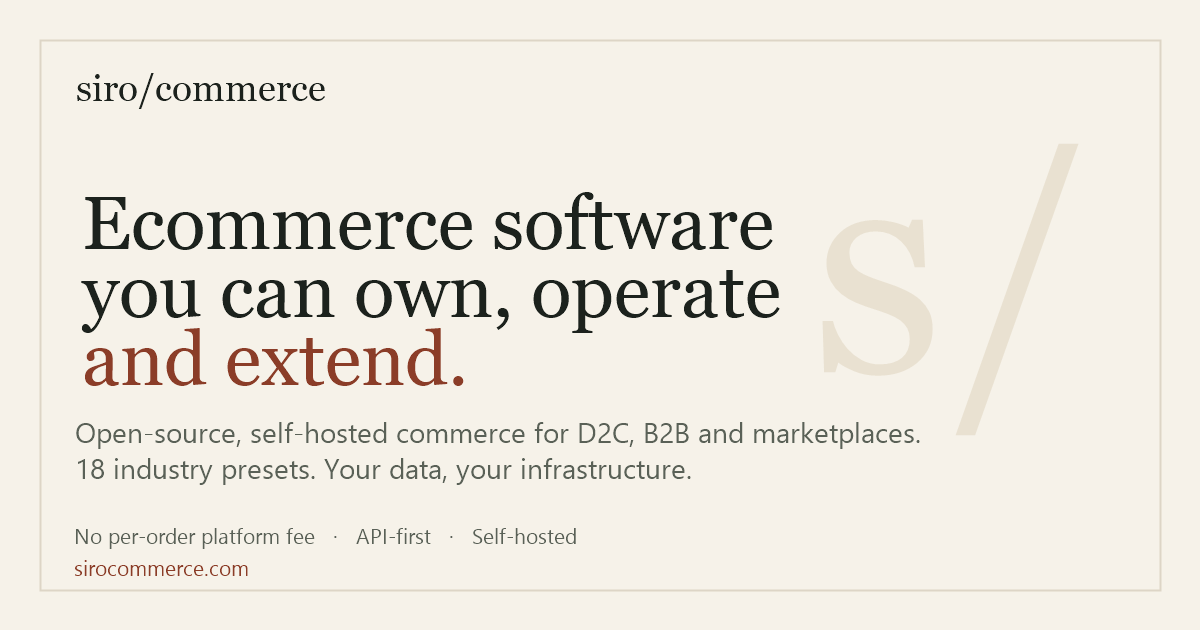 siro/commerce
Ecommerce software
you can own, operate
and extend.
s/
Open-source, self-hosted commerce for D2C, B2B and marketplaces.
18 industry presets. Your data, your infrastructure.
No per-order platform fee · API-first · Self-hosted
sirocommerce.com